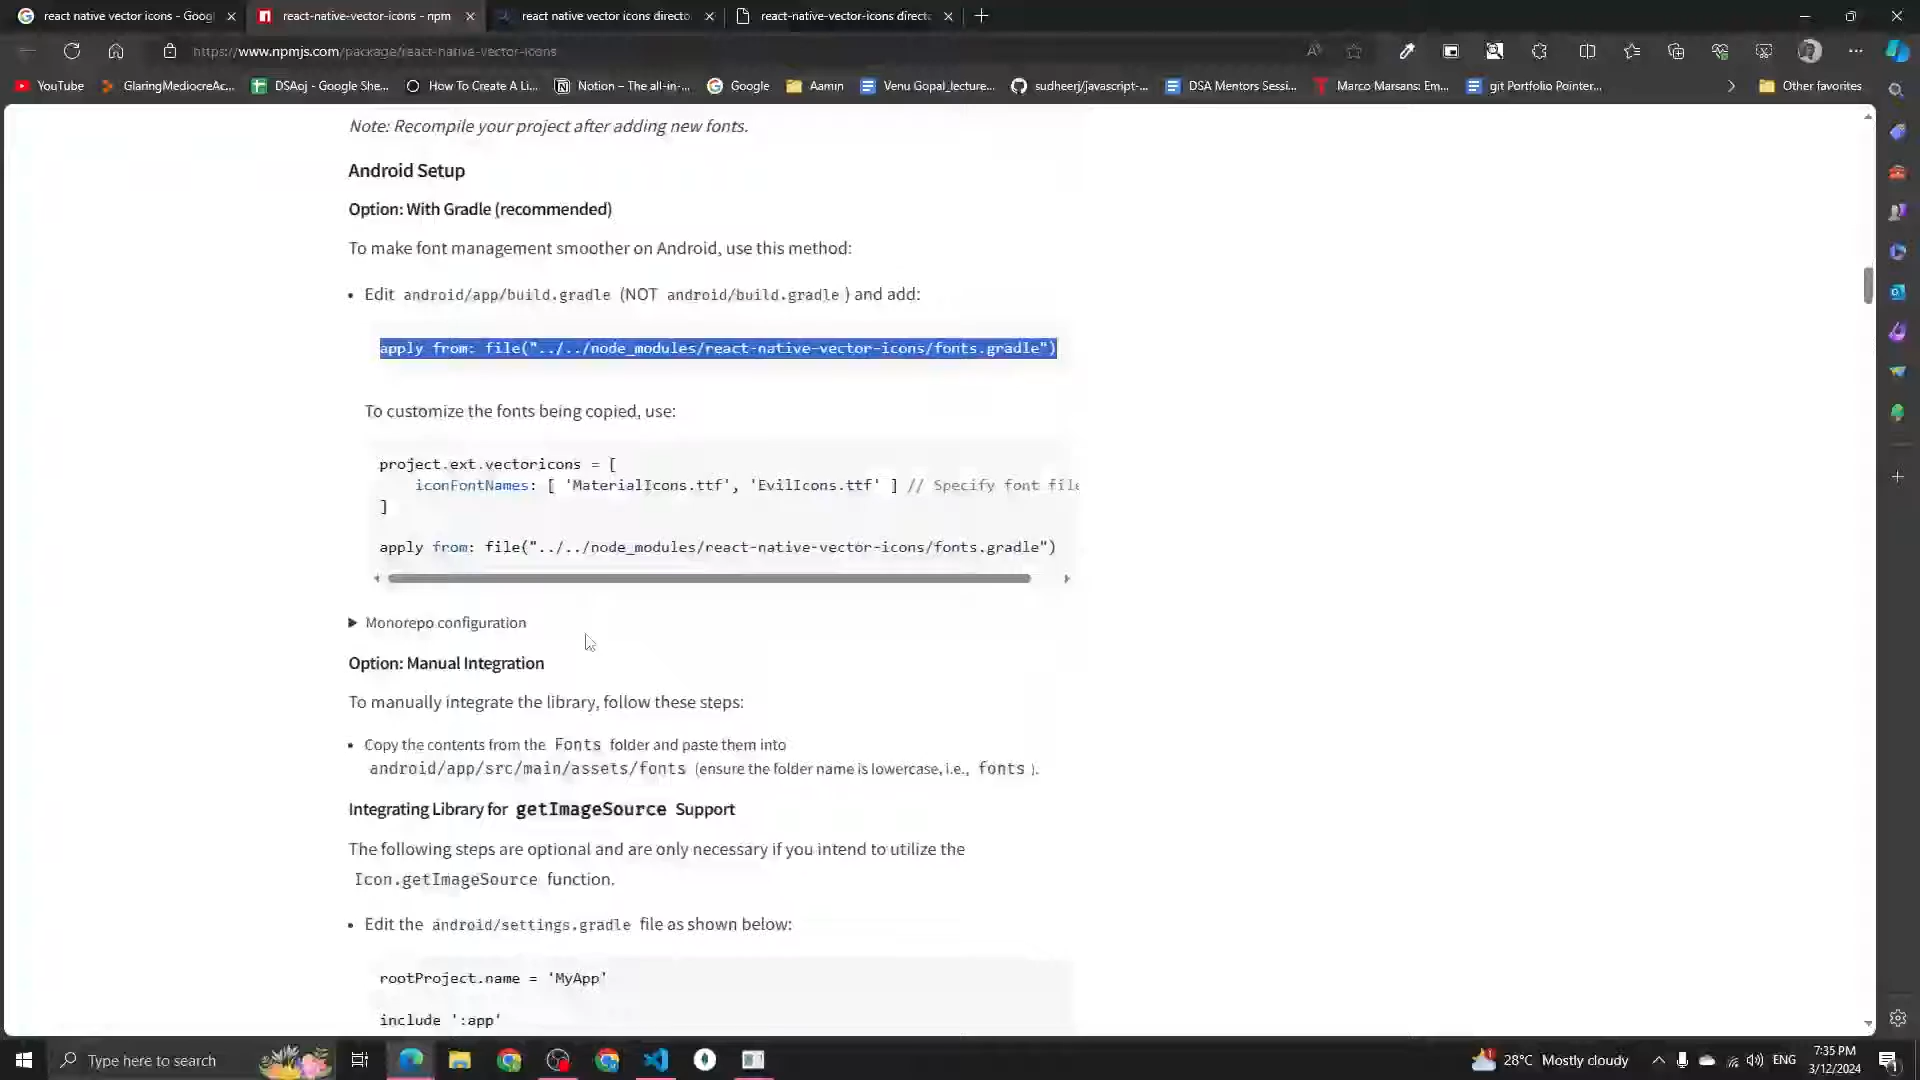 react native vector icons - Goog
react-native-vector-icons - npm
react native vector icons directo
react-native-vector-icons direct
https://www.npmjs.com/package/react-native-vector-icons
YouTube
GlaringMediocreAc...
DSAoj - Google She...
How To Create A Li...
Notion – The all-in-...
Google
Aamin
Venu Gopal_lecture...
sudheerj/javascript-...
DSA Mentors Sessi...
Marco Marsans: Em...
git Portfolio Pointer...
Other favorites
Note: Recompile your project after adding new fonts.
Android Setup
Option: With Gradle (recommended)
To make font management smoother on Android, use this method:
• Edit android/app/build.gradle (NOT android/build.gradle ) and add:
apply from: file("../../node_modules/react-native-vector-icons/fonts.gradle")
To customize the fonts being copied, use:
project.ext.vectoricons = [
iconFontNames: [ 'MaterialIcons.ttf', 'EvilIcons.ttf' ] // Specify font file
]
apply from: file("../../node_modules/react-native-vector-icons/fonts.gradle")
Monorepo configuration
Option: Manual Integration
To manually integrate the library, follow these steps:
• Copy the contents from the Fonts folder and paste them into
android/app/src/main/assets/fonts (ensure the folder name is lowercase, i.e., fonts ).
Integrating Library for getImageSource Support
The following steps are optional and are only necessary if you intend to utilize the
Icon.getImageSource function.
• Edit the android/settings.gradle file as shown below:
rootProject.name = 'MyApp'
include ':app'
Type here to search
28°C Mostly cloudy
ENG
7:35 PM
3/12/2024
1